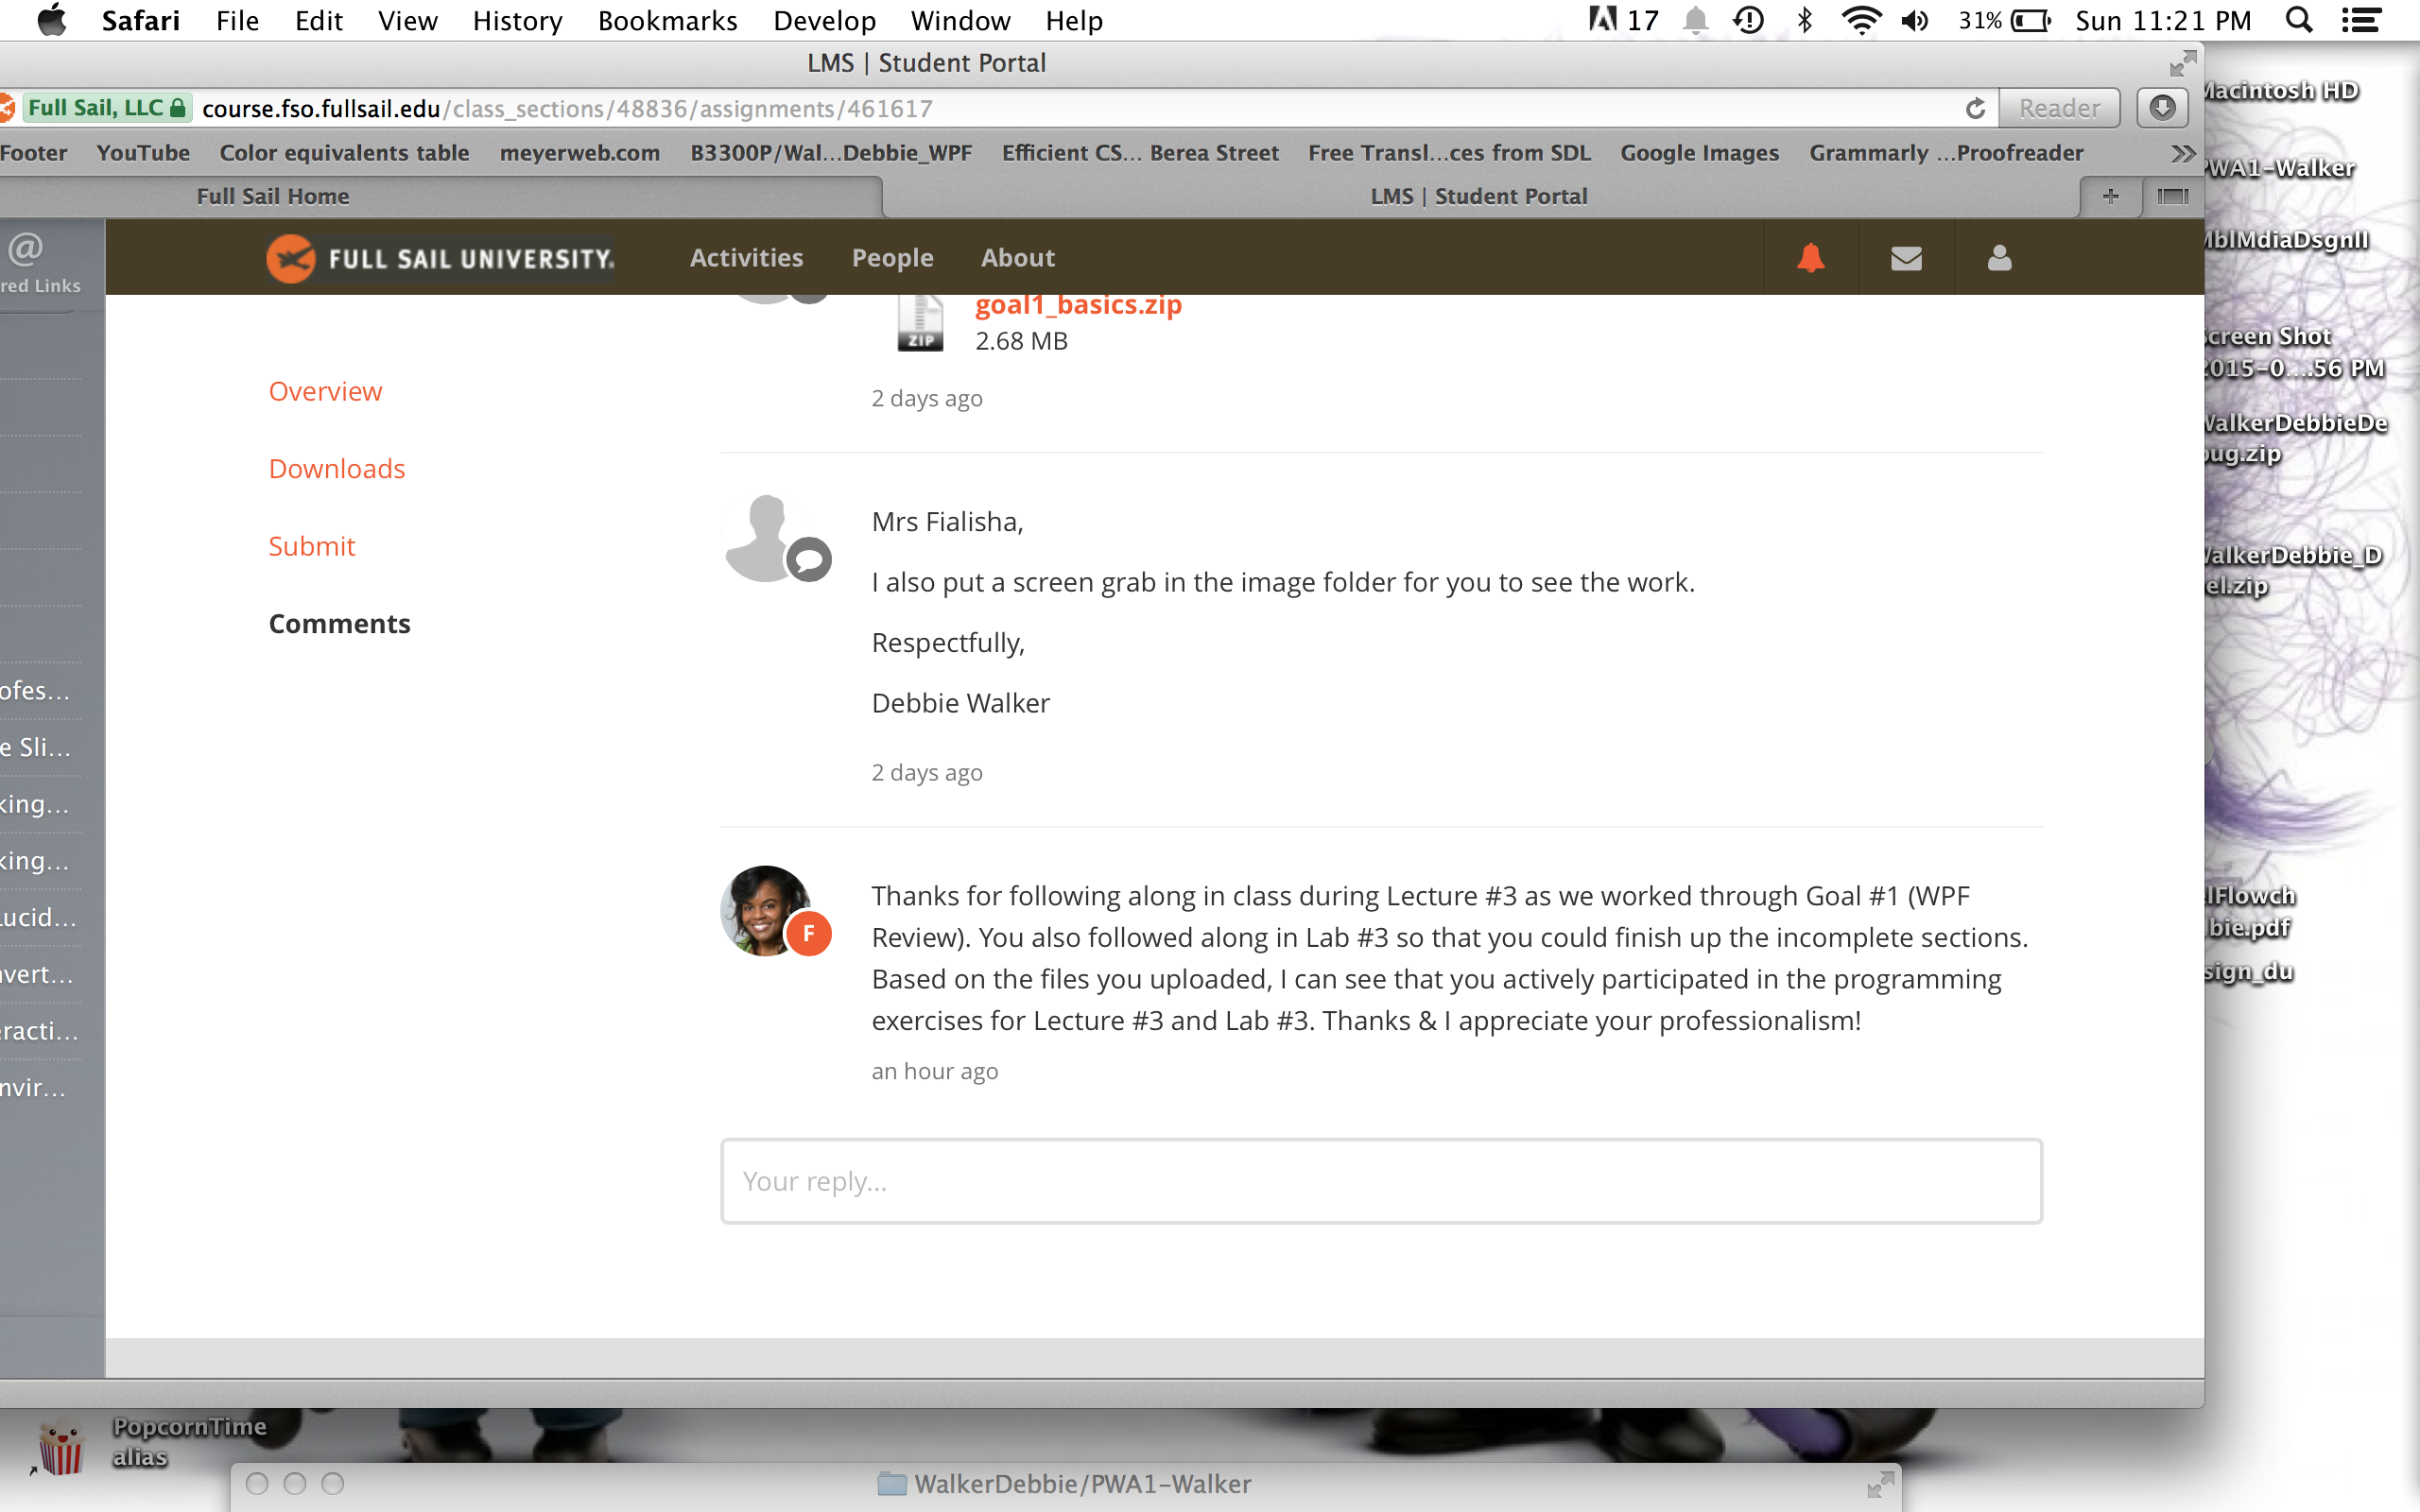 Safari File Edit View History Bookmarks Develop Window Help 17 31% Sun 11:21 PM
LMS | Student Portal
Full Sail, LLC course.fso.fullsail.edu/class_sections/48836/assignments/461617 Reader
Footer YouTube Color equivalents table meyerweb.com B3300P/Wal...Debbie_WPF Efficient CS... Berea Street Free Transl...ces from SDL Google Images Grammarly ...Proofreader
Full Sail Home LMS | Student Portal
@
red Links
FULL SAIL UNIVERSITY. Activities People About
goal1_basics.zip
ZIP
2.68 MB
2 days ago
Overview
Downloads
Submit
Comments
Mrs Fialisha,
I also put a screen grab in the image folder for you to see the work.
Respectfully,
Debbie Walker
2 days ago
F
Thanks for following along in class during Lecture #3 as we worked through Goal #1 (WPF
Review). You also followed along in Lab #3 so that you could finish up the incomplete sections.
Based on the files you uploaded, I can see that you actively participated in the programming
exercises for Lecture #3 and Lab #3. Thanks & I appreciate your professionalism!
an hour ago
Your reply...
ofes...
e Sli...
king...
king...
Lucid...
nvert...
eracti...
nvir...
Macintosh HD
PWA1-Walker
MblMdiaDsgnII
Screen Shot
2015-0....56 PM
WalkerDebbieDe
bug.zip
WalkerDebbie_D
el.zip
elFlowch
bie.pdf
sign_du
PopcornTime
alias
WalkerDebbie/PWA1-Walker